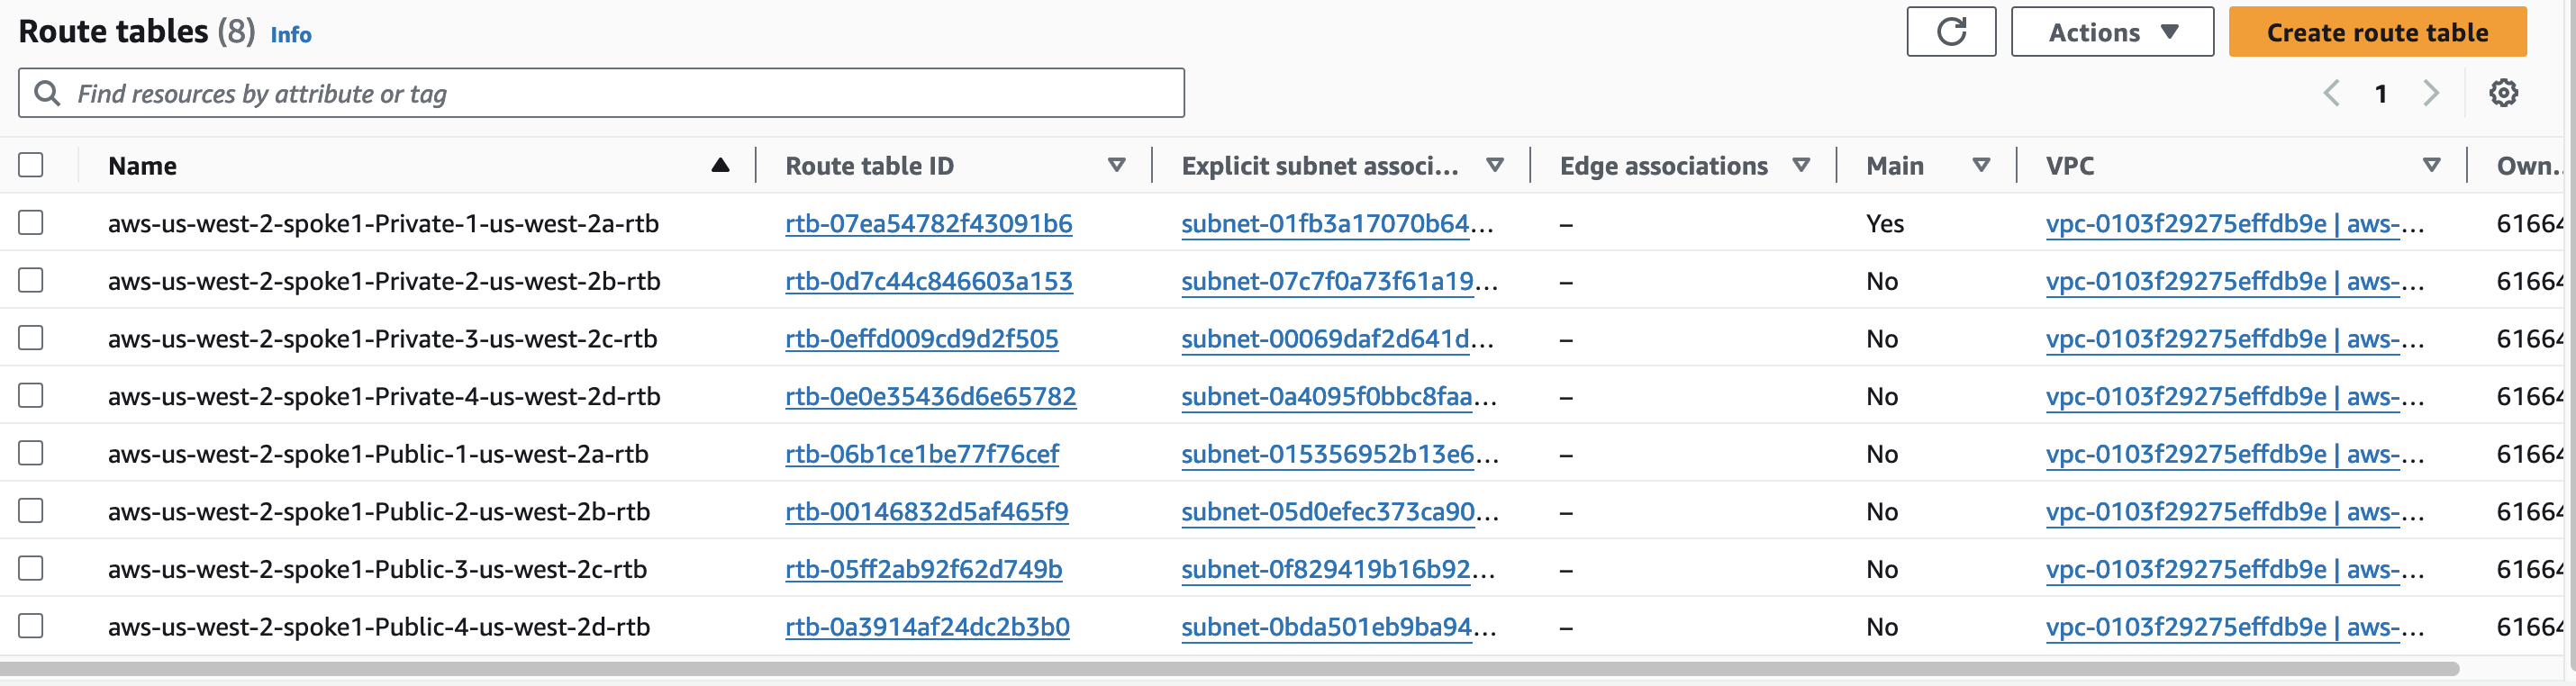 Route tables (8) Info
Actions
Create route table
Find resources by attribute or tag
1
Name Route table ID Explicit subnet associ... Edge associations Main VPC Own...
aws-us-west-2-spoke1-Private-1-us-west-2a-rtb rtb-07ea54782f43091b6 subnet-01fb3a17070b64... – Yes vpc-0103f29275effdb9e | aws-... 61664
aws-us-west-2-spoke1-Private-2-us-west-2b-rtb rtb-0d7c44c846603a153 subnet-07c7f0a73f61a19... – No vpc-0103f29275effdb9e | aws-... 61664
aws-us-west-2-spoke1-Private-3-us-west-2c-rtb rtb-0effd009cd9d2f505 subnet-00069daf2d641d... – No vpc-0103f29275effdb9e | aws-... 61664
aws-us-west-2-spoke1-Private-4-us-west-2d-rtb rtb-0e0e35436d6e65782 subnet-0a4095f0bbc8faa... – No vpc-0103f29275effdb9e | aws-... 61664
aws-us-west-2-spoke1-Public-1-us-west-2a-rtb rtb-06b1ce1be77f76cef subnet-015356952b13e6... – No vpc-0103f29275effdb9e | aws-... 61664
aws-us-west-2-spoke1-Public-2-us-west-2b-rtb rtb-00146832d5af465f9 subnet-05d0efec373ca90... – No vpc-0103f29275effdb9e | aws-... 61664
aws-us-west-2-spoke1-Public-3-us-west-2c-rtb rtb-05ff2ab92f62d749b subnet-0f829419b16b92... – No vpc-0103f29275effdb9e | aws-... 61664
aws-us-west-2-spoke1-Public-4-us-west-2d-rtb rtb-0a3914af24dc2b3b0 subnet-0bda501eb9ba94... – No vpc-0103f29275effdb9e | aws-... 61664